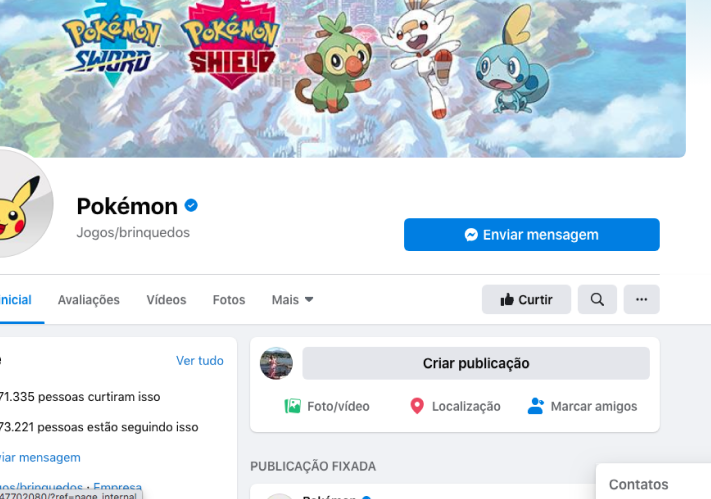 POKÉMON POKÉMON
SWORD SHIELD
Pokémon
Jogos/brinquedos
Enviar mensagem
nicial Avaliações Vídeos Fotos Mais
Curtir
e Ver tudo
71.335 pessoas curtiram isso
73.221 pessoas estão seguindo isso
iar mensagem
os/brinquedos · Empresa
47702080/?ref=page_internal
Criar publicação
Foto/vídeo Localização Marcar amigos
PUBLICAÇÃO FIXADA
Pokémon
Contatos